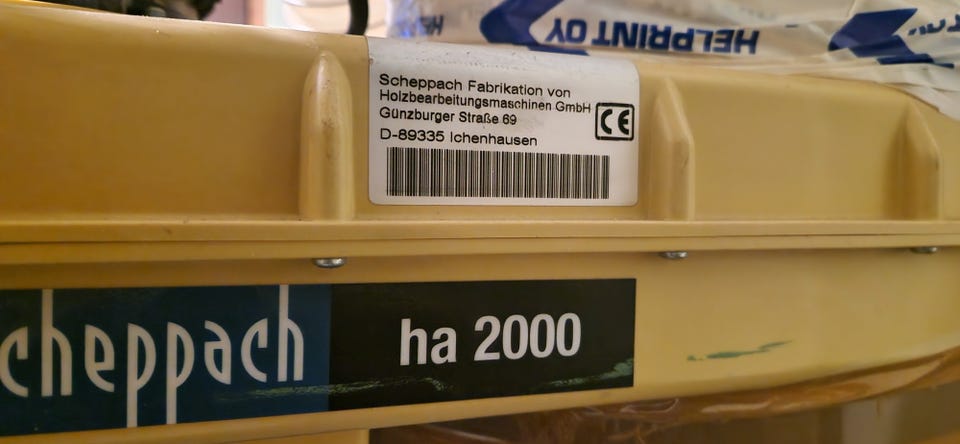 HELPRINT OY
Scheppach Fabrikation von
Holzbearbeitungsmaschinen GmbH
Günzburger Straße 69
D-89335 Ichenhausen
CE
cheppach
ha 2000